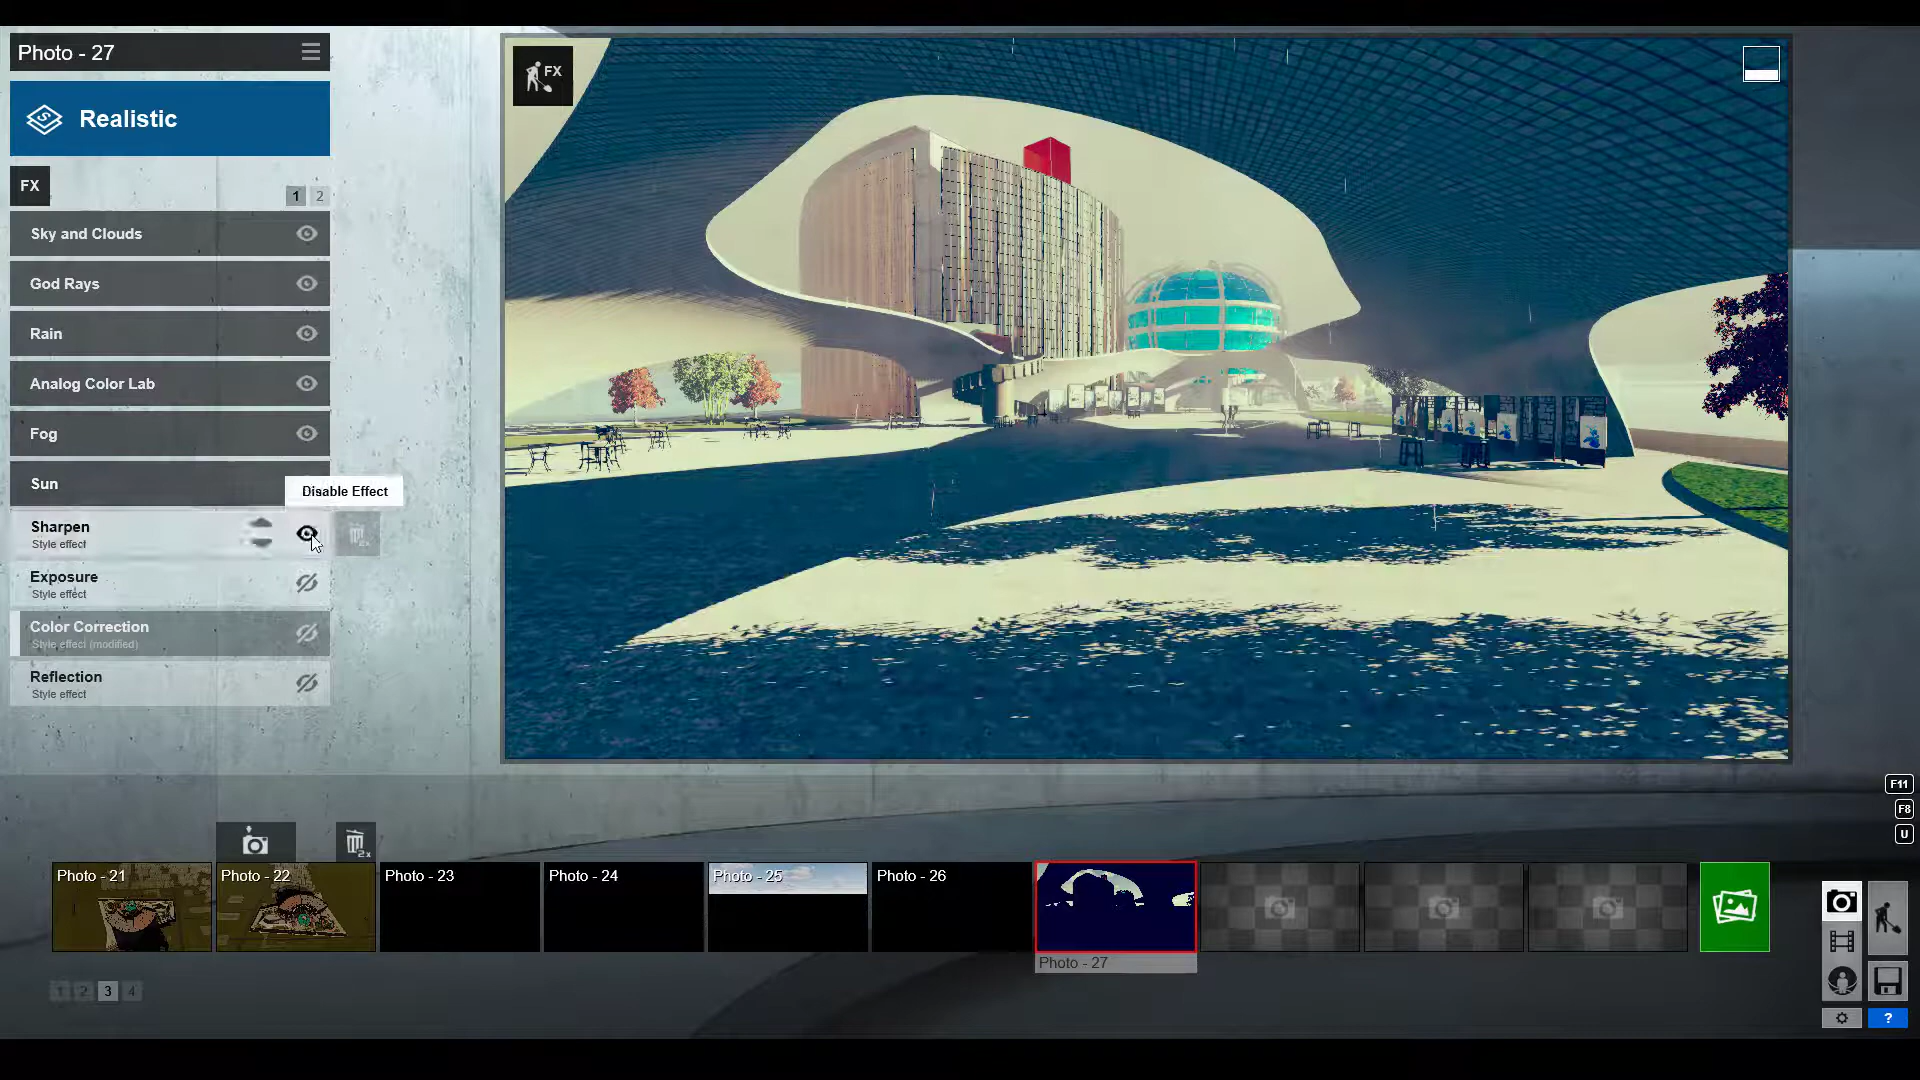 Photo - 27
Realistic
FX
1 2
Sky and Clouds
God Rays
Rain
Analog Color Lab
Fog
Sun
Disable Effect
Sharpen
Style effect
Exposure
Style effect
Color Correction
Style effect (modified)
Reflection
Style effect
FX
F11
F8
U
2x
Photo - 21
Photo - 22
Photo - 23
Photo - 24
Photo - 25
Photo - 26
Photo - 27
1 2 3 4
?